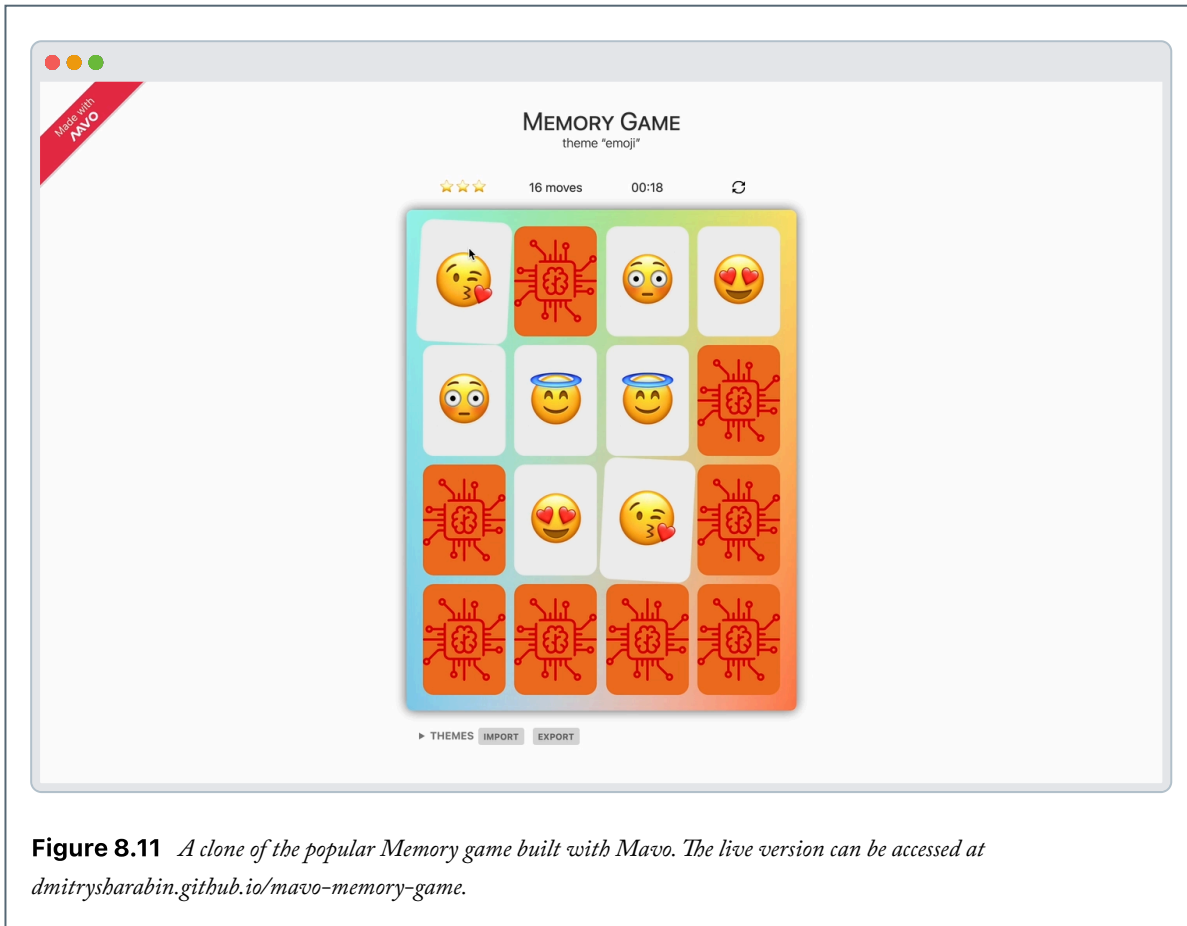 Made with
MAVO
MEMORY GAME
theme “emoji”
16 moves 00:18
THEMES IMPORT EXPORT
Figure 8.11 A clone of the popular Memory game built with Mavo. The live version can be accessed at
dmitrysharabin.github.io/mavo-memory-game.